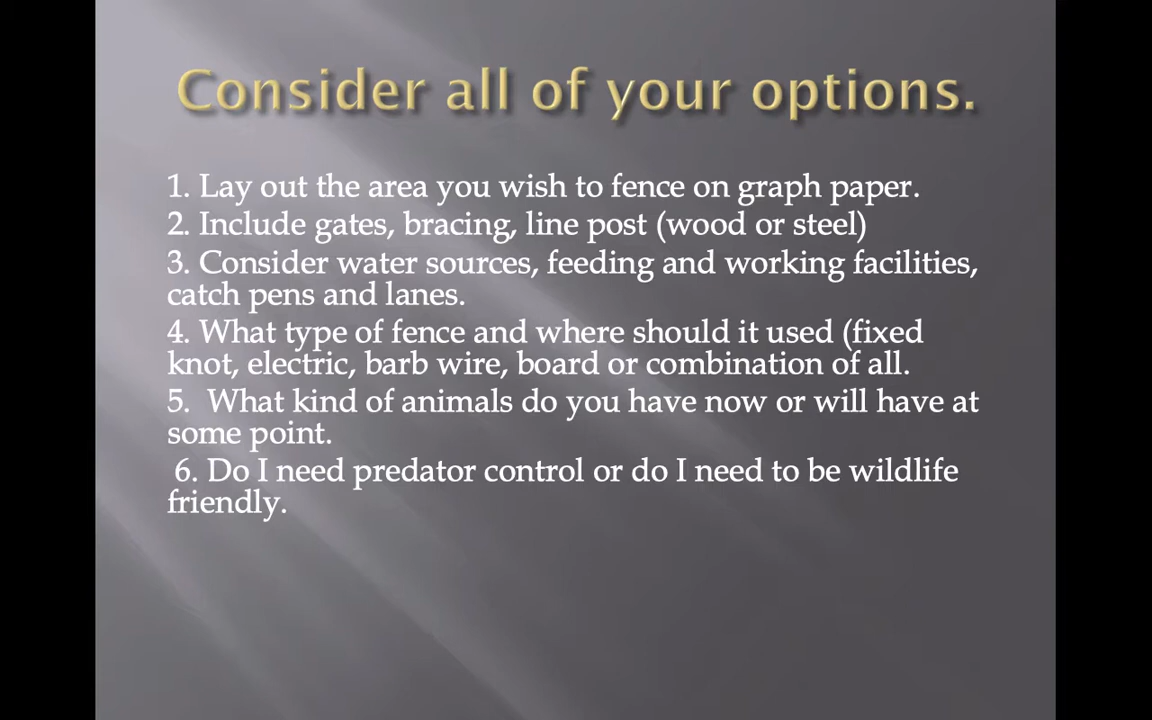 Consider all of your options.
1. Lay out the area you wish to fence on graph paper.
2. Include gates, bracing, line post (wood or steel)
3. Consider water sources, feeding and working facilities,
catch pens and lanes.
4. What type of fence and where should it used (fixed
knot, electric, barb wire, board or combination of all.
5.  What kind of animals do you have now or will have at
some point.
6. Do I need predator control or do I need to be wildlife
friendly.